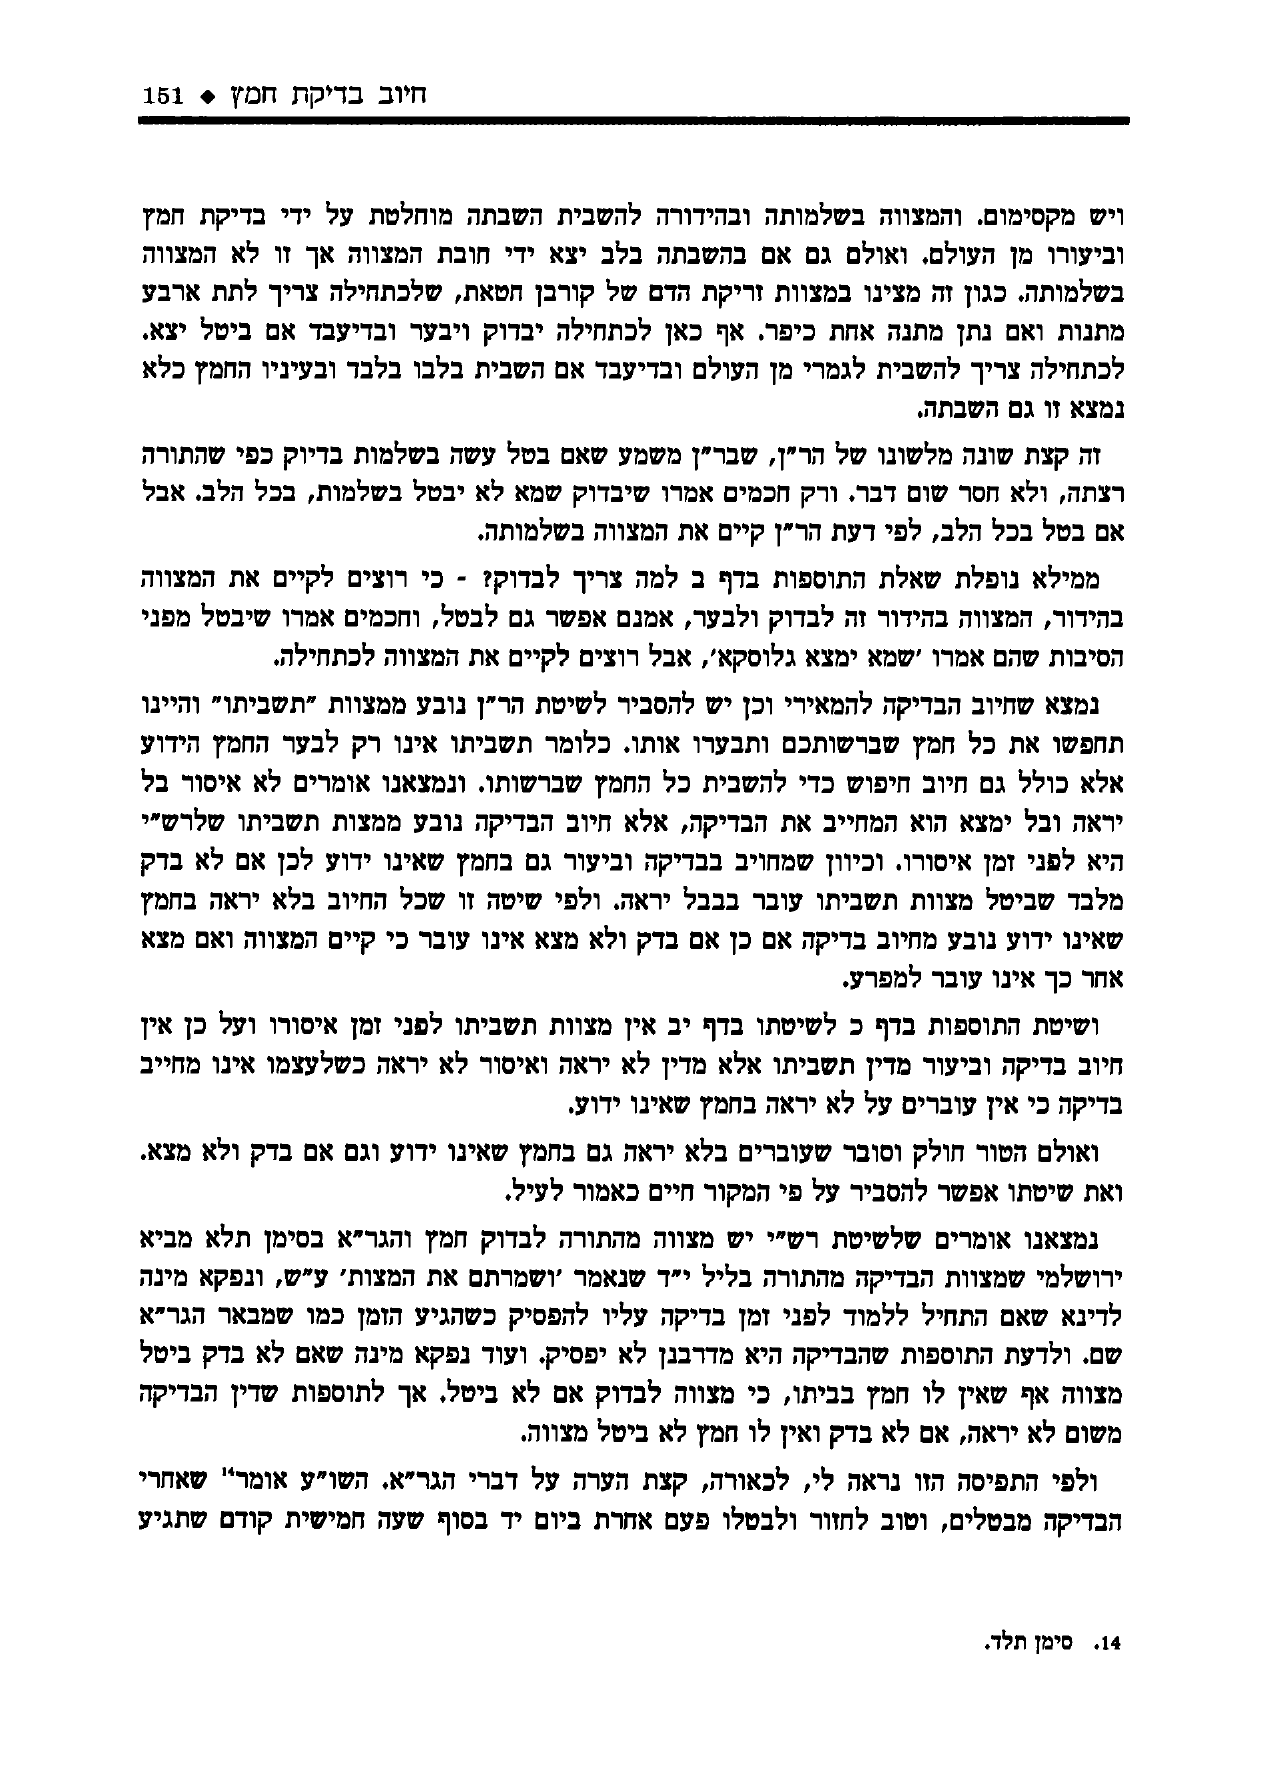 חיוב בדיקת חמץ ◆ 151
ויש מקסימום. והמצווה בשלמותה ובהידורה להשבית השבתה מוחלטת על ידי בדיקת חמץ
וביעורו מן העולם. ואולם גם אם בהשבתה בלב יצא ידי חובת המצווה אך זו לא המצווה
בשלמותה. כגון זה מצינו במצוות זריקת הדם של קורבן חטאת, שלכתחילה צריך לתת ארבע
מתנות ואם נתן מתנה אחת כיפר. אף כאן לכתחילה יבדוק ויבער ובדיעבד אם ביטל יצא.
לכתחילה צריך להשבית לגמרי מן העולם ובדיעבד אם השבית בלבו בלבד ובעיניו החמץ כלא
נמצא זו גם השבתה.
זה קצת שונה מלשונו של הר״ן, שבר״ן משמע שאם בטל עשה בשלמות בדיוק כפי שהתורה
רצתה, ולא חסר שום דבר. ורק חכמים אמרו שיבדוק שמא לא יבטל בשלמות, בכל הלב. אבל
אם בטל בכל הלב, לפי דעת הר״ן קיים את המצווה בשלמותה.
ממילא נופלת שאלת התוספות בדף ב למה צריך לבדוק? - כי רוצים לקיים את המצווה
בהידור, המצווה בהידור זה לבדוק ולבער, אמנם אפשר גם לבטל, וחכמים אמרו שיבטל מפני
הסיבות שהם אמרו ׳שמא ימצא גלוסקא׳, אבל רוצים לקיים את המצווה לכתחילה.
נמצא שחיוב הבדיקה להמאירי וכן יש להסביר לשיטת הר״ן נובע ממצוות ״תשביתו״ והיינו
תחפשו את כל חמץ שברשותכם ותבערו אותו. כלומר תשביתו אינו רק לבער החמץ הידוע
אלא כולל גם חיוב חיפוש כדי להשבית כל החמץ שברשותו. ונמצאנו אומרים לא איסור בל
יראה ובל ימצא הוא המחייב את הבדיקה, אלא חיוב הבדיקה נובע ממצות תשביתו שלרש״י
היא לפני זמן איסורו. וכיוון שמחויב בבדיקה וביעור גם בחמץ שאינו ידוע לכן אם לא בדק
מלבד שביטל מצוות תשביתו עובר בבבל יראה. ולפי שיטה זו שכל החיוב בלא יראה בחמץ
שאינו ידוע נובע מחיוב בדיקה אם כן אם בדק ולא מצא אינו עובר כי קיים המצווה ואם מצא
אחר כך אינו עובר למפרע.
ושיטת התוספות בדף כ לשיטתו בדף יב אין מצוות תשביתו לפני זמן איסורו ועל כן אין
חיוב בדיקה וביעור מדין תשביתו אלא מדין לא יראה ואיסור לא יראה כשלעצמו אינו מחייב
בדיקה כי אין עוברים על לא יראה בחמץ שאינו ידוע.
ואולם הטור חולק וסובר שעוברים בלא יראה גם בחמץ שאינו ידוע וגם אם בדק ולא מצא.
ואת שיטתו אפשר להסביר על פי המקור חיים כאמור לעיל.
נמצאנו אומרים שלשיטת רש״י יש מצווה מהתורה לבדוק חמץ והגר״א בסימן תלא מביא
ירושלמי שמצוות הבדיקה מהתורה בליל י״ד שנאמר ׳ושמרתם את המצות׳ ע״ש, ונפקא מינה
לדינא שאם התחיל ללמוד לפני זמן בדיקה עליו להפסיק כשהגיע הזמן כמו שמבאר הגר״א
שם. ולדעת התוספות שהבדיקה היא מדרבנן לא יפסיק. ועוד נפקא מינה שאם לא בדק ביטל
מצווה אף שאין לו חמץ בביתו, כי מצווה לבדוק אם לא ביטל. אך לתוספות שדין הבדיקה
משום לא יראה, אם לא בדק ואין לו חמץ לא ביטל מצווה.
ולפי התפיסה הזו נראה לי, לכאורה, קצת הערה על דברי הגר״א. השו״ע אומר¹⁴ שאחרי
הבדיקה מבטלים, וטוב לחזור ולבטלו פעם אחרת ביום יד בסוף שעה חמישית קודם שתגיע
14. סימן תלד.